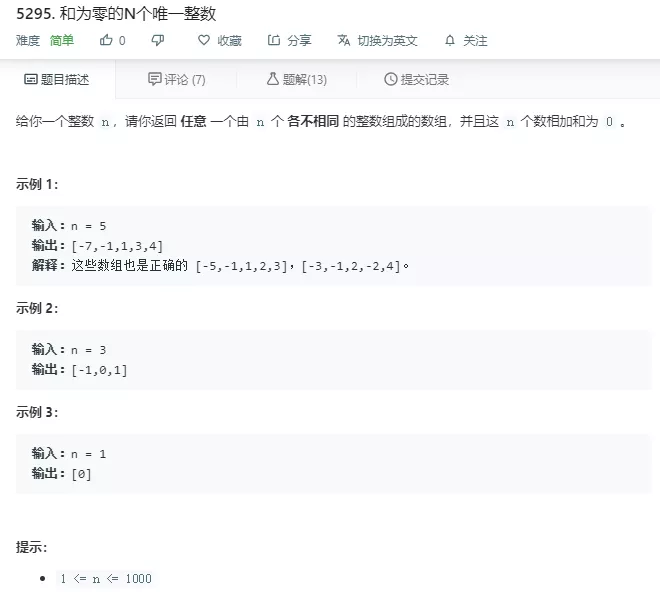 5295. 和为零的N个唯一整数
难度 简单 0 收藏 分享 切换为英文 关注
题目描述 评论 (7) 题解(13) 提交记录
给你一个整数 n，请你返回 任意 一个由 n 个 各不相同 的整数组成的数组，并且这 n 个数相加和为 0 。
示例 1：
输入：n = 5
输出：[-7,-1,1,3,4]
解释：这些数组也是正确的 [-5,-1,1,2,3]，[-3,-1,2,-2,4]。
示例 2：
输入：n = 3
输出：[-1,0,1]
示例 3：
输入：n = 1
输出：[0]
提示：
• 1 <= n <= 1000